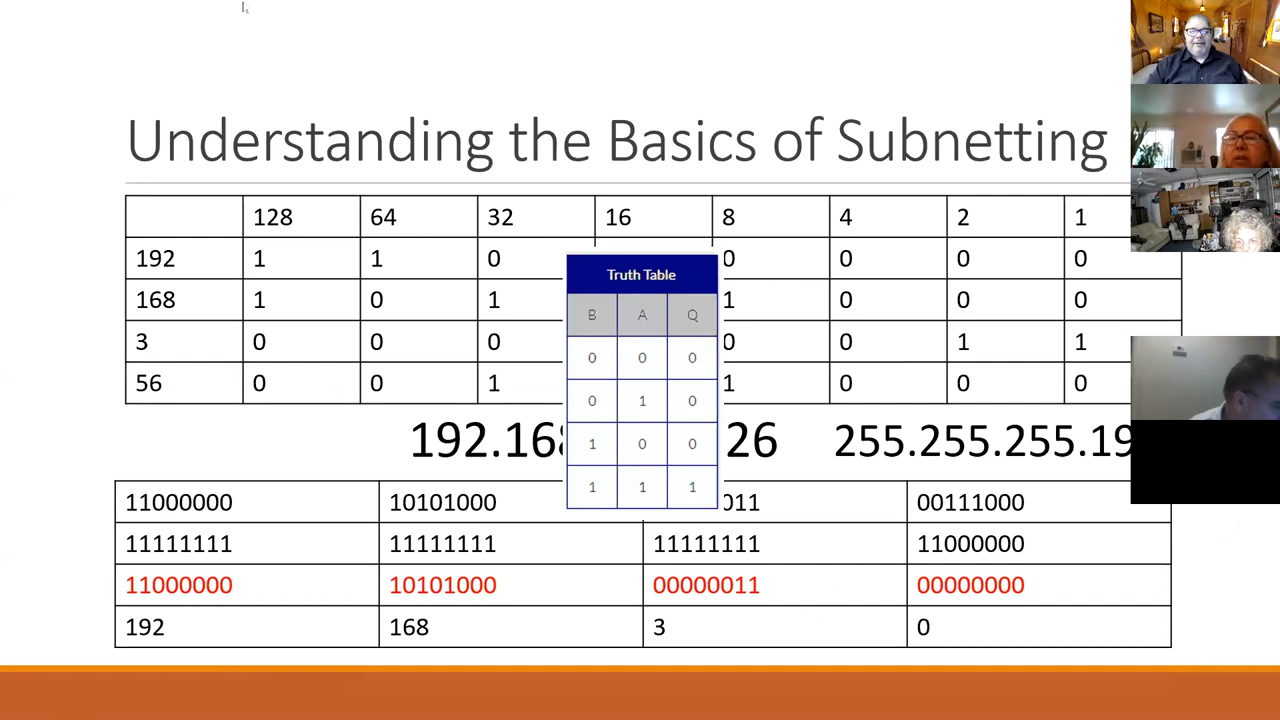 Understanding the Basics of Subnetting
128 64 32 16 8 4 2 1
192 1 1 0 0 0 0 0
168 1 0 1 1 0 0 0
3 0 0 0 0 0 1 1
56 0 0 1 1 0 0 0
Truth Table
B A Q
0 0 0
0 1 0
1 0 0
1 1 1
192.168 26 255.255.255.19
11000000 10101000 011 00111000
11111111 11111111 11111111 11000000
11000000 10101000 00000011 00000000
192 168 3 0